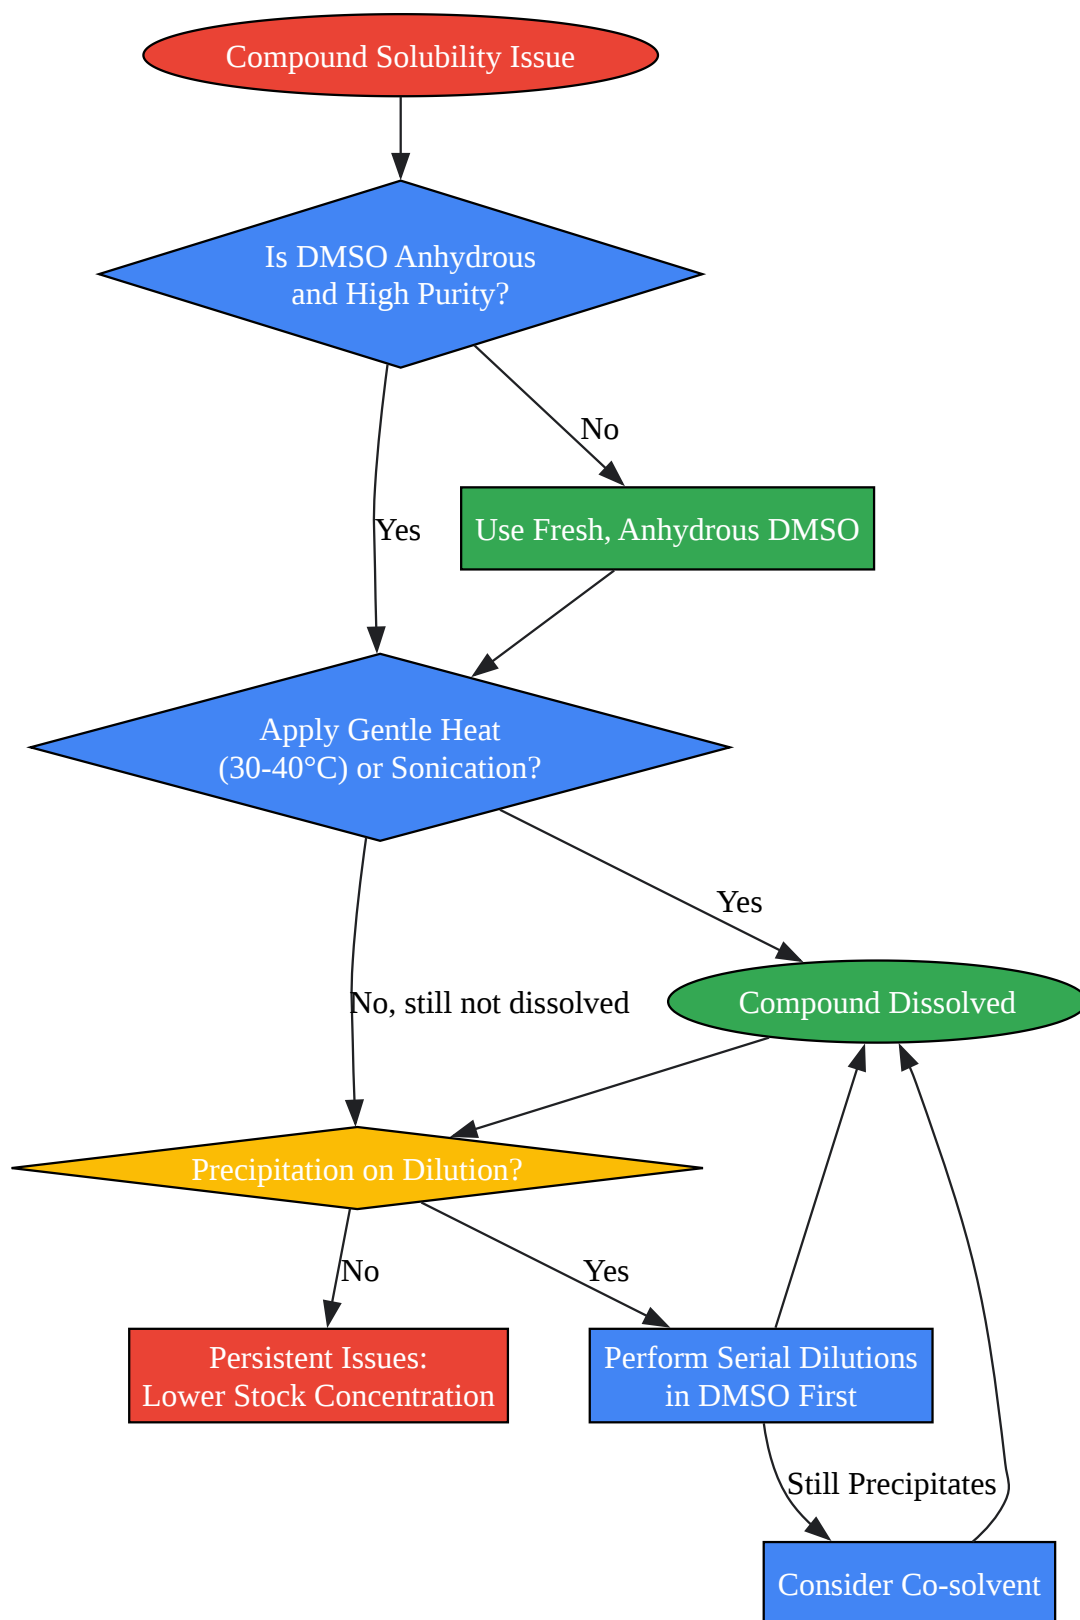 Compound Solubility Issue
Is DMSO Anhydrous
and High Purity?
No
Yes
Use Fresh, Anhydrous DMSO
Apply Gentle Heat
(30-40°C) or Sonication?
Yes
No, still not dissolved
Compound Dissolved
Precipitation on Dilution?
No
Yes
Persistent Issues:
Lower Stock Concentration
Perform Serial Dilutions
in DMSO First
Still Precipitates
Consider Co-solvent